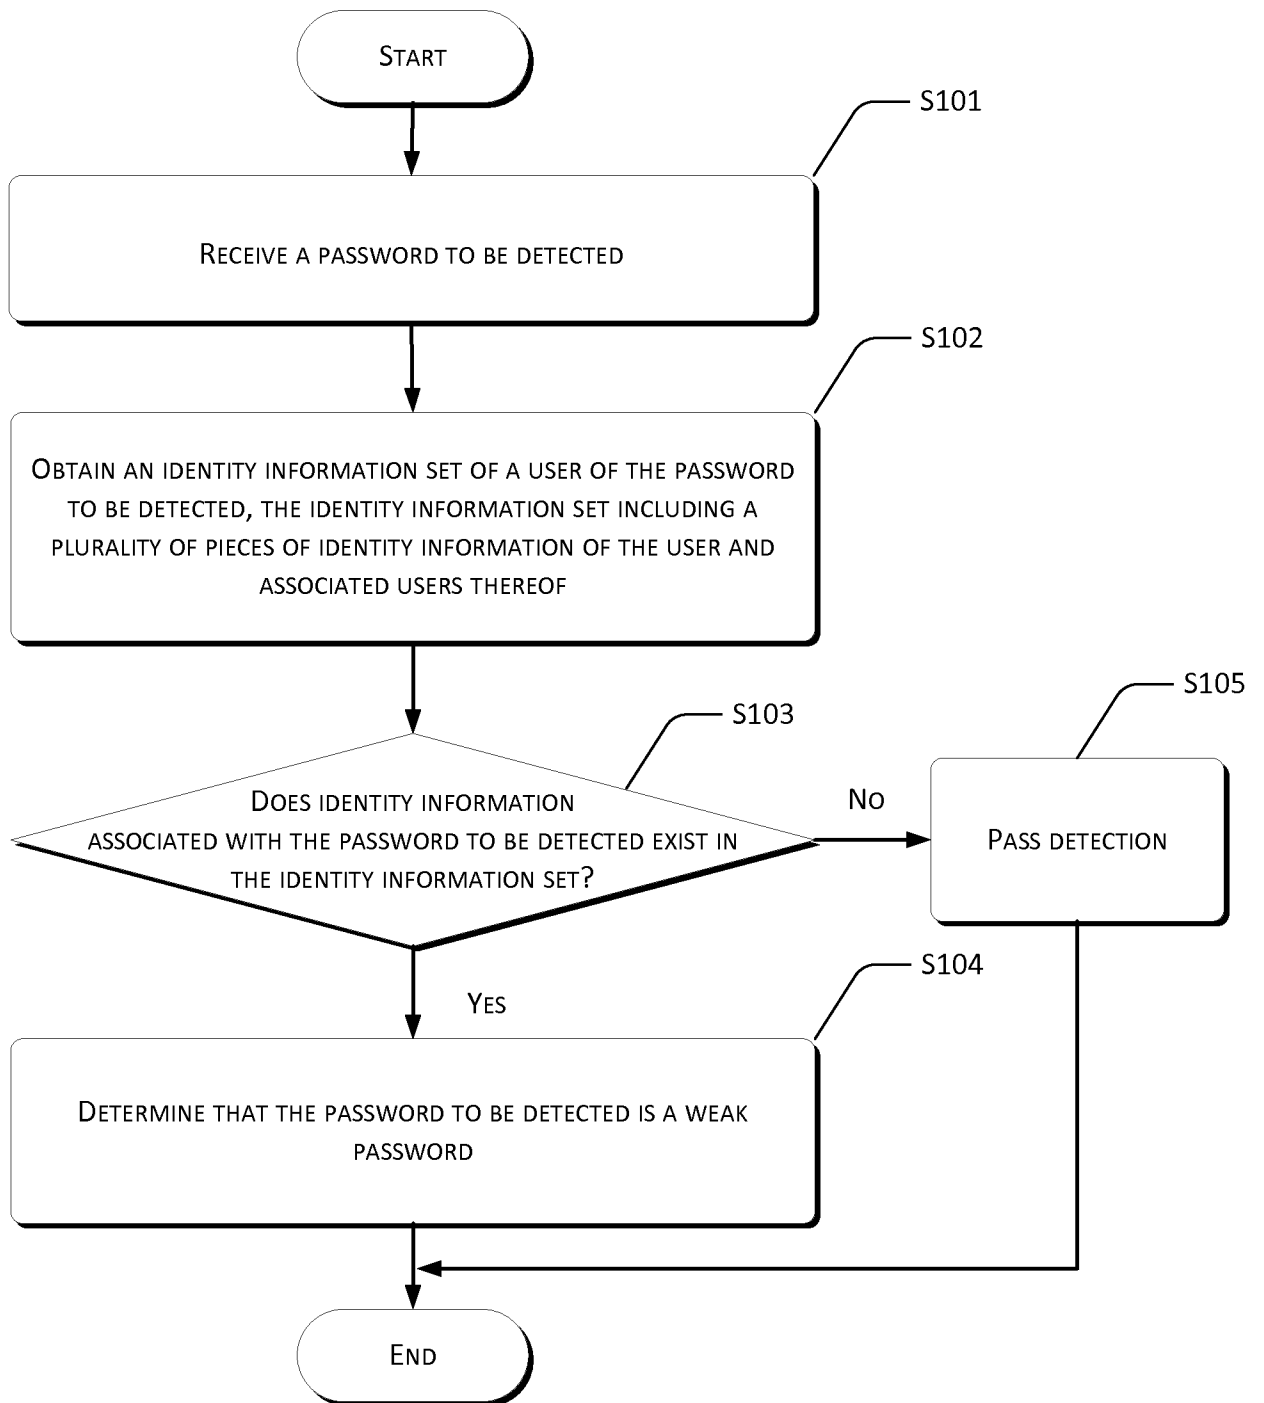 START
S101
RECEIVE A PASSWORD TO BE DETECTED
S102
OBTAIN AN IDENTITY INFORMATION SET OF A USER OF THE PASSWORD
TO BE DETECTED, THE IDENTITY INFORMATION SET INCLUDING A
PLURALITY OF PIECES OF IDENTITY INFORMATION OF THE USER AND
ASSOCIATED USERS THEREOF
S103
S105
DOES IDENTITY INFORMATION
ASSOCIATED WITH THE PASSWORD TO BE DETECTED EXIST IN
THE IDENTITY INFORMATION SET?
NO
PASS DETECTION
YES
S104
DETERMINE THAT THE PASSWORD TO BE DETECTED IS A WEAK
PASSWORD
END